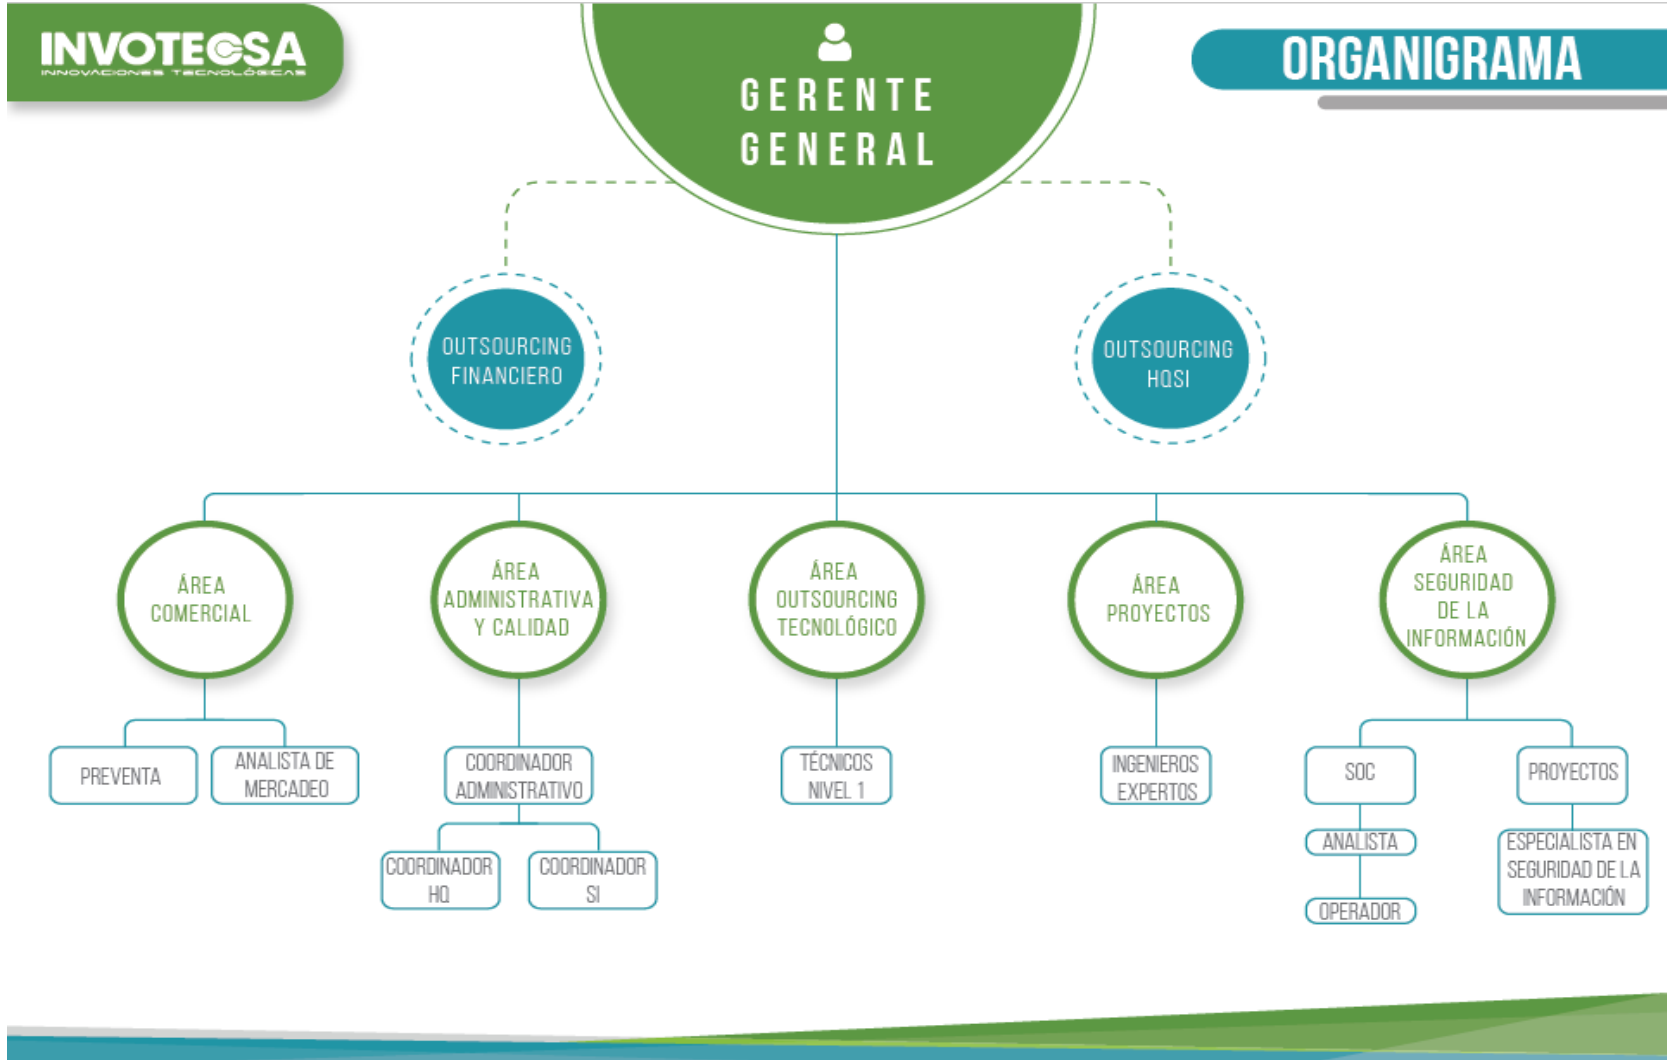 INVOTECSA
INNOVACIONES TECNOLÓGICAS
ORGANIGRAMA
GERENTE
GENERAL
OUTSOURCING
FINANCIERO
OUTSOURCING
HQSI
ÁREA
COMERCIAL
ÁREA
ADMINISTRATIVA
Y CALIDAD
ÁREA
OUTSOURCING
TECNOLÓGICO
ÁREA
PROYECTOS
ÁREA
SEGURIDAD
DE LA
INFORMACIÓN
PREVENTA
ANALISTA DE
MERCADEO
COORDINADOR
ADMINISTRATIVO
COORDINADOR
HQ
COORDINADOR
SI
TÉCNICOS
NIVEL 1
INGENIEROS
EXPERTOS
SOC
ANALISTA
OPERADOR
PROYECTOS
ESPECIALISTA EN
SEGURIDAD DE LA
INFORMACIÓN